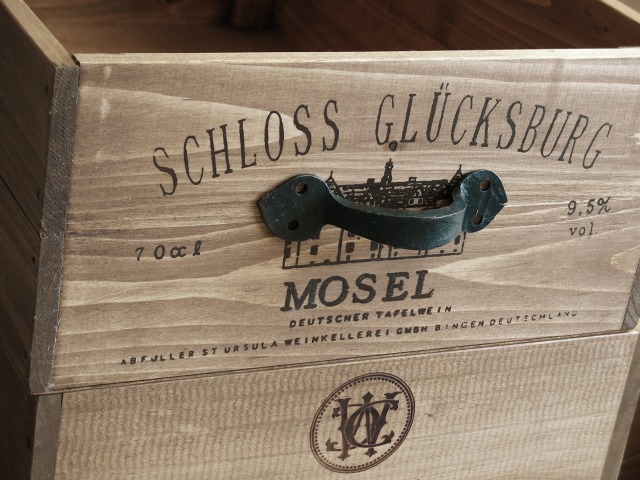 SCHLOSS GLÜCKSBURG
70cl
9,5%
vol
MOSEL
DEUTSCHER TAFELWEIN
ABFÜLLER ST URSULA WEINKELLEREI GMBH BINGEN DEUTSCHLAND